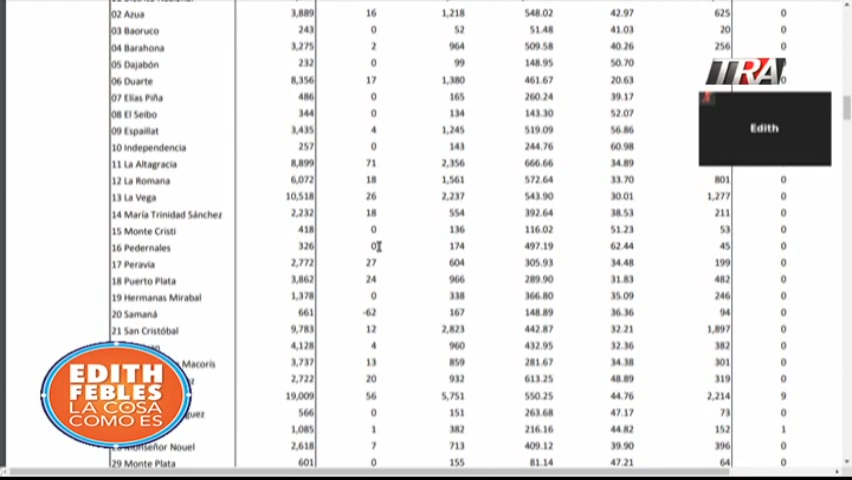 02 Azua 3,889 16 1,218 548.02 42.97 625 0
03 Baoruco 243 0 52 51.48 41.03 20 0
04 Barahona 3,275 2 964 509.58 40.26 256
05 Dajabón 232 0 99 148.95 50.70
06 Duarte 8,356 17 1,380 461.67 20.63 0
07 Elías Piña 486 0 165 260.24 39.17
08 El Seibo 344 0 134 143.30 52.07
09 Espaillat 3,435 4 1,245 519.09 56.86
10 Independencia 257 0 143 244.76 60.98
11 La Altagracia 8,899 71 2,356 666.66 34.89
12 La Romana 6,072 18 1,561 572.64 33.70 801 0
13 La Vega 10,518 26 2,237 543.90 30.01 1,277 0
14 María Trinidad Sánchez 2,232 18 554 392.64 38.53 211 0
15 Monte Cristi 418 0 136 116.02 51.23 53 0
16 Pedernales 326 0 174 497.19 62.44 45 0
17 Peravia 2,772 27 604 305.93 34.48 199 0
18 Puerto Plata 3,862 24 966 289.90 31.83 482 0
19 Hermanas Mirabal 1,378 0 338 366.80 35.09 246 0
20 Samaná 661 -62 167 148.89 36.36 94 0
21 San Cristóbal 9,783 12 2,823 442.87 32.21 1,897 0
4,128 4 960 432.95 32.36 382 0
Macorís 3,737 13 859 281.67 34.38 301 0
2,722 20 932 613.25 48.89 319 0
19,009 56 5,751 550.25 44.76 2,214 9
566 0 151 263.68 47.17 73 0
1,085 1 382 216.16 44.82 152 1
Monseñor Nouel 2,618 7 713 409.12 39.90 396 0
29 Monte Plata 601 0 155 81.14 47.21 64 0
TRA
Edith
EDITH
FEBLES
LA COSA
COMO ES